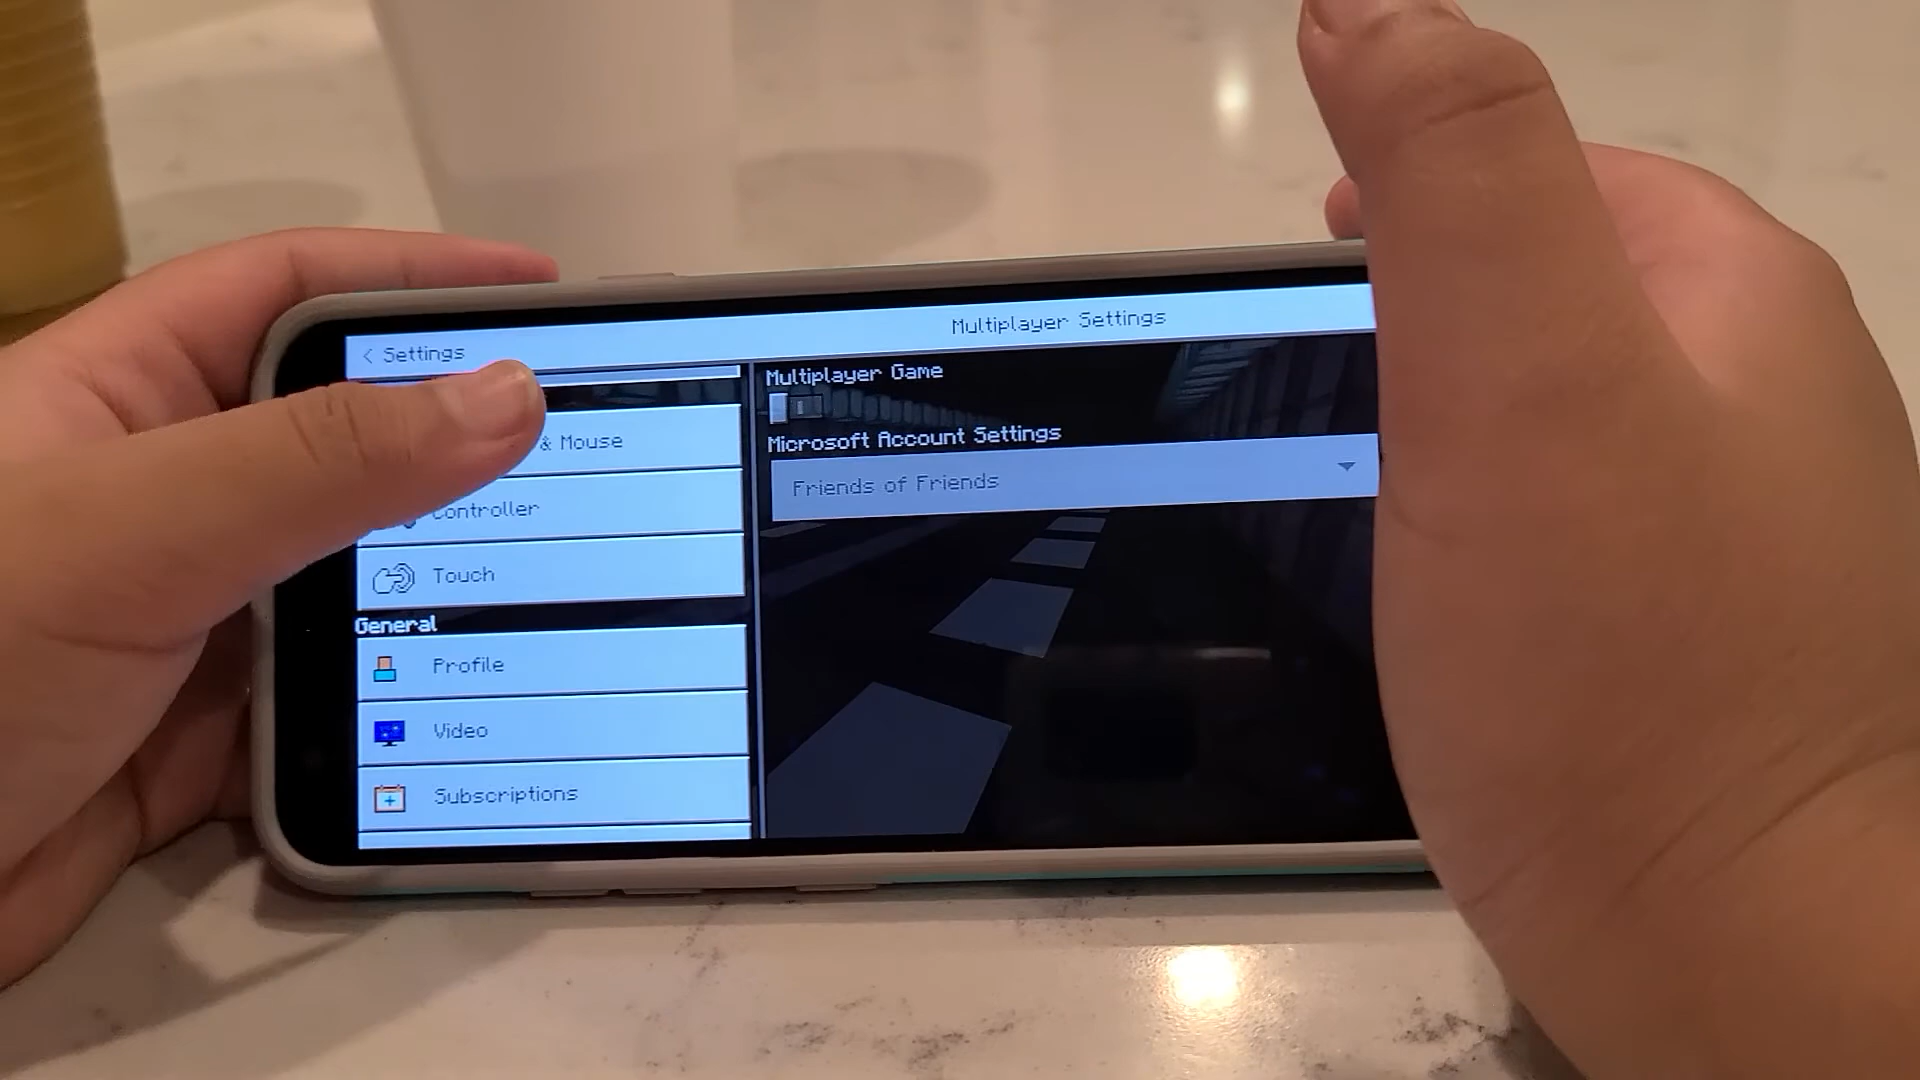 < Settings
Multiplayer Settings
& Mouse
Controller
Touch
General
Profile
Video
Subscriptions
Multiplayer Game
Microsoft Account Settings
Friends of Friends